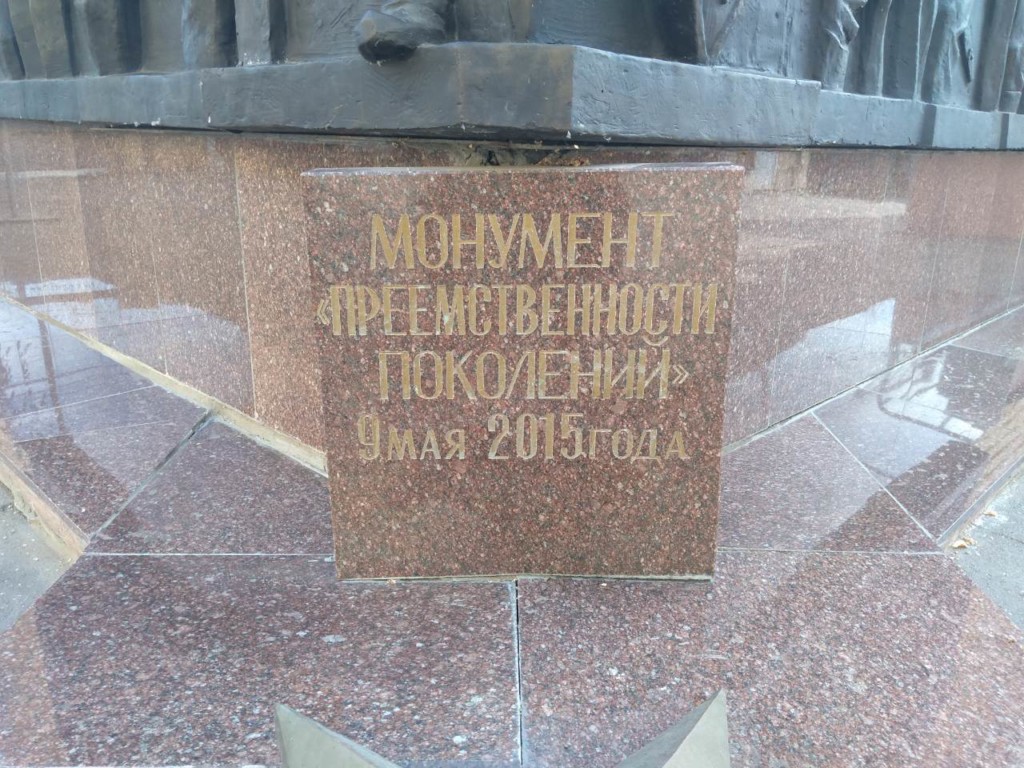 МОНУМЕНТ
«ПРЕЕМСТВЕННОСТИ
ПОКОЛЕНИЙ»
9 МАЯ 2015 ГОДА